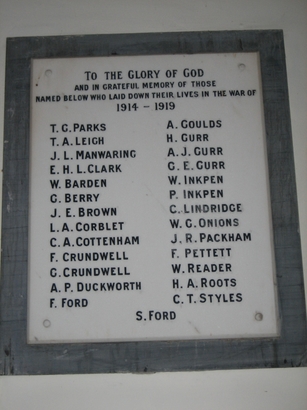 TO THE GLORY OF GOD
AND IN GRATEFUL MEMORY OF THOSE
NAMED BELOW WHO LAID DOWN THEIR LIVES IN THE WAR OF
1914 – 1919
T. G. PARKS
T. A. LEIGH
J. L. MANWARING
E. H. L. CLARK
W. BARDEN
G. BERRY
J. E. BROWN
L. A. CORBLET
C. A. COTTENHAM
F. CRUNDWELL
G. CRUNDWELL
A. P. DUCKWORTH
F. FORD
A. GOULDS
H. GURR
A. J. GURR
G. E. GURR
W. INKPEN
P. INKPEN
C. LINDRIDGE
W. G. ONIONS
J. R. PACKHAM
F. PETTETT
W. READER
H. A. ROOTS
C. T. STYLES
S. FORD